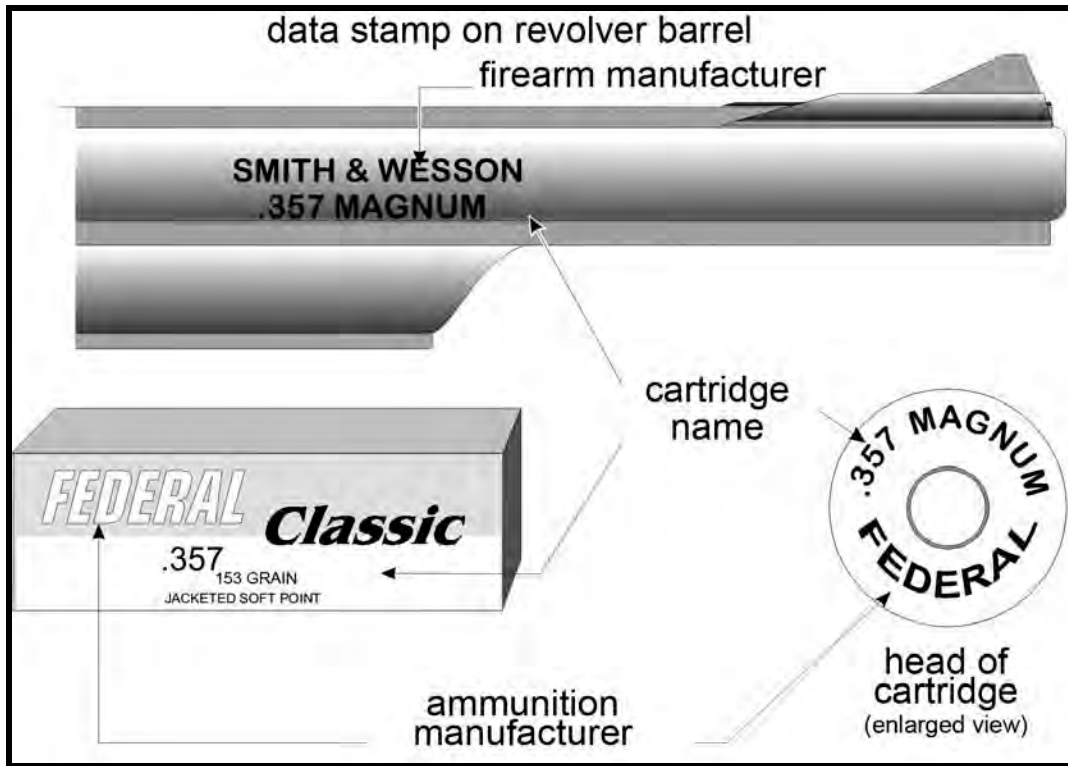 data stamp on revolver barrel
firearm manufacturer
SMITH & WESSON
.357 MAGNUM
cartridge
name
FEDERAL
Classic
.357
153 GRAIN
JACKETED SOFT POINT
.357 MAGNUM
FEDERAL
head of
cartridge
(enlarged view)
ammunition
manufacturer